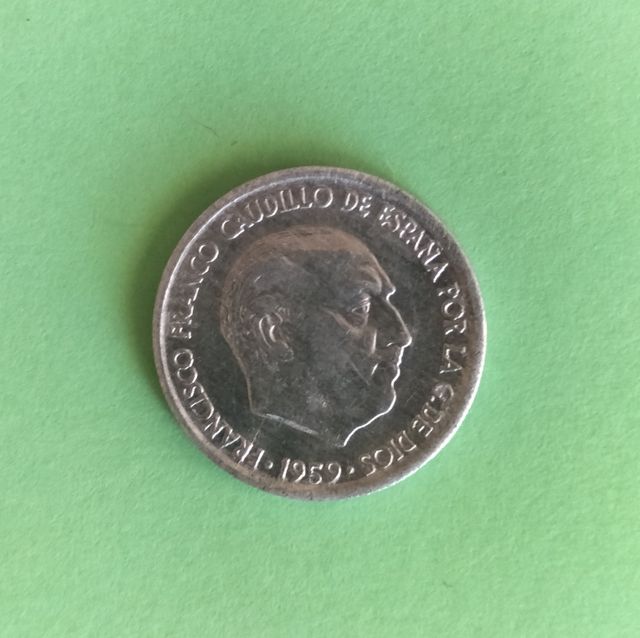 FRANCISCO FRANCO CAUDILLO DE ESPAÑA POR LA G. DE DIOS
· 1959 ·